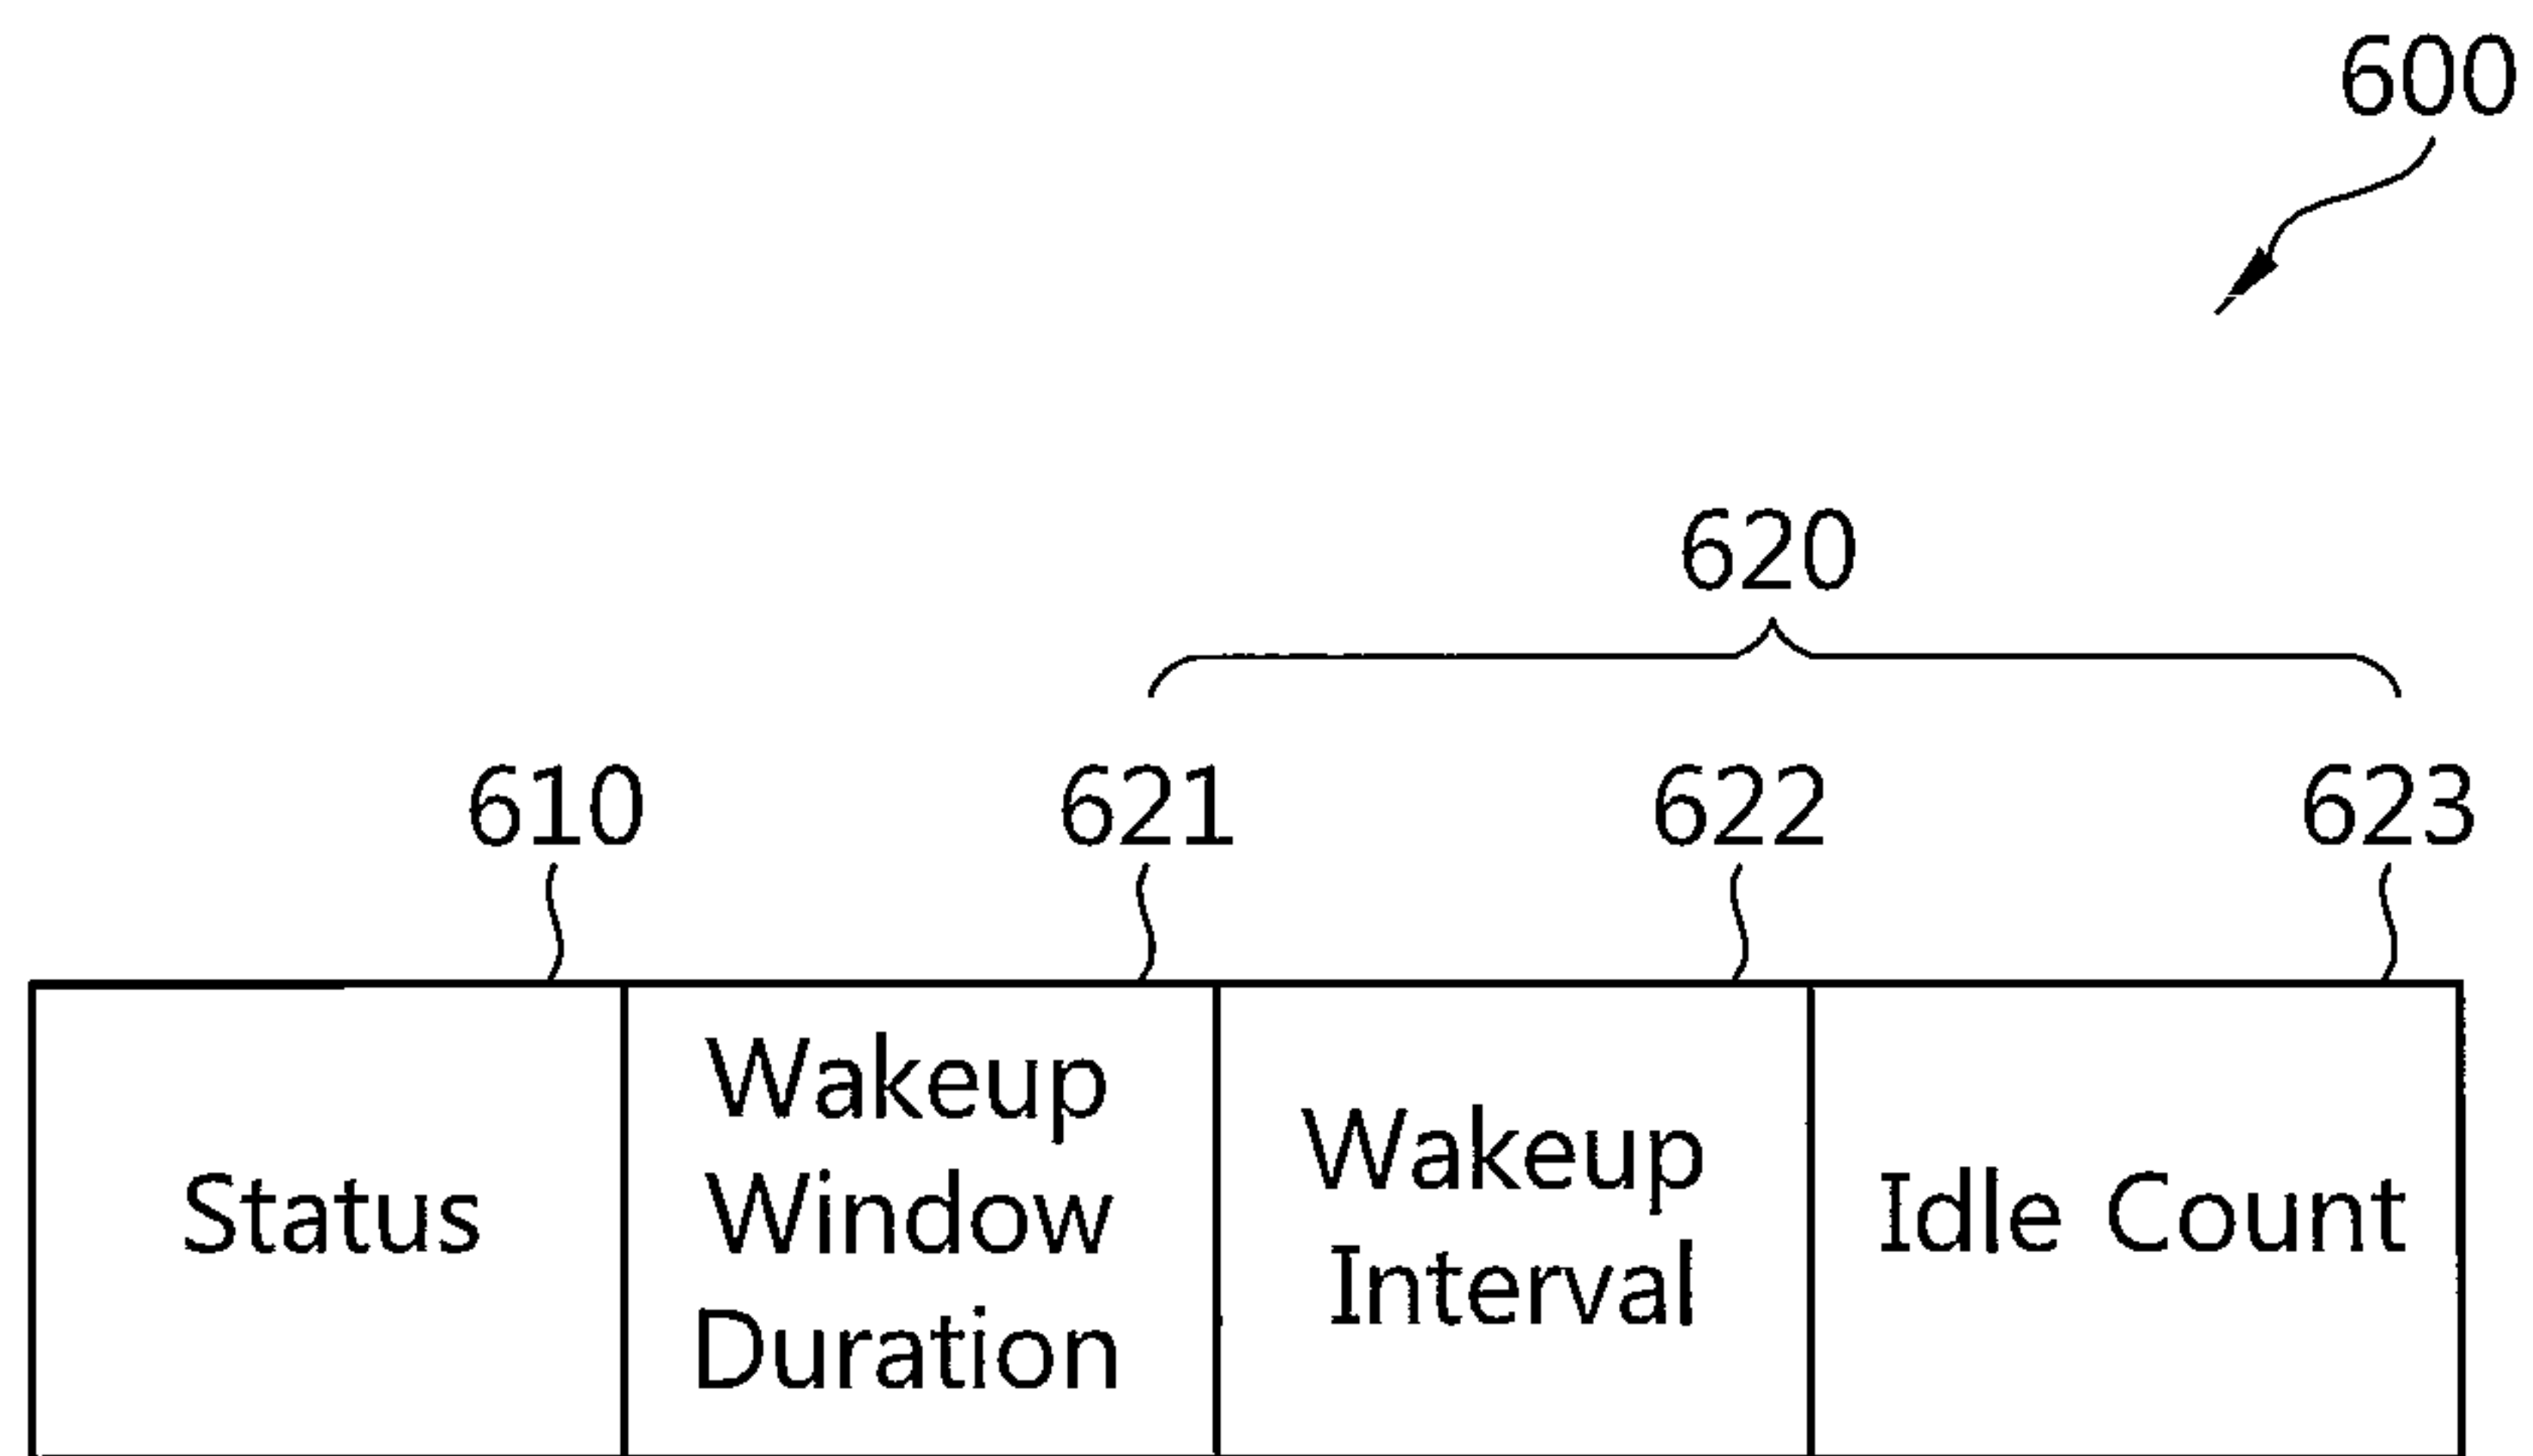 600
620
610
621
622
623
Status
Wakeup
Window
Duration
Wakeup
Interval
Idle Count